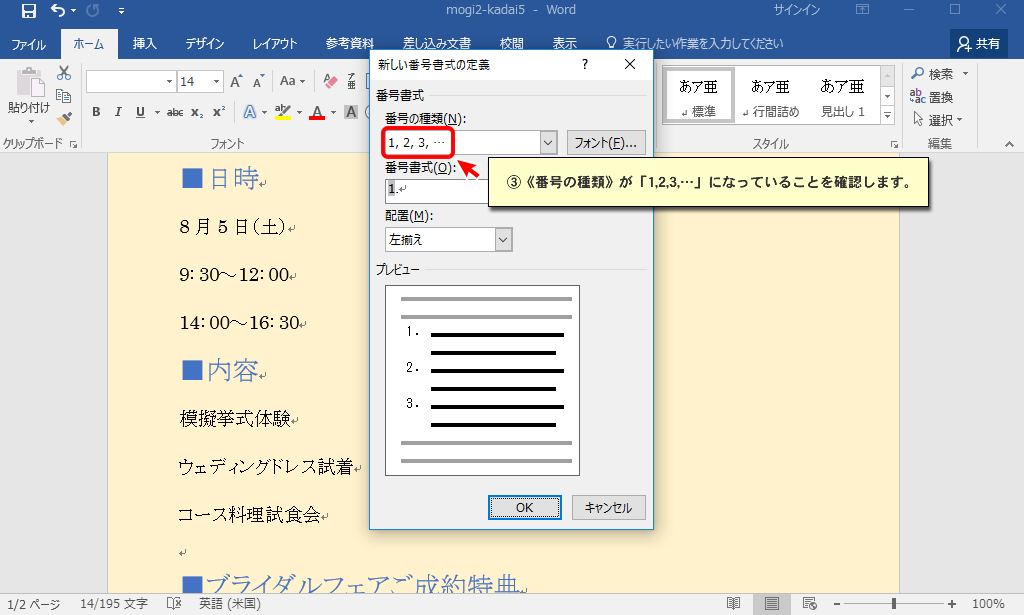 mogi2-kadai5 - Word
サインイン
ファイル ホーム 挿入 デザイン レイアウト 参考資料 差し込み文書 校閲 表示 実行したい作業を入力してください 共有
貼り付け
クリップボード
14
A A Aa
B I U abc x₂ x² A aby A A
フォント
あア亜
↲ 標準
あア亜
↲ 行間詰め
あア亜
見出し 1
スタイル
検索
置換
選択
編集
新しい番号書式の定義 ?
番号書式
番号の種類(N):
1, 2, 3, …
フォント(F)...
番号書式(O):
1.
③《番号の種類》が「1,2,3,…」になっていることを確認します。
配置(M):
左揃え
プレビュー
1.
2.
3.
OK キャンセル
■日時
8月5日(土)
9:30～12:00
14:00～16:30
■内容
模擬挙式体験
ウェディングドレス試着
コース料理試食会
■ブライダルフェアご成約特典
1/2 ページ 14/195 文字 英語 (米国) 100%